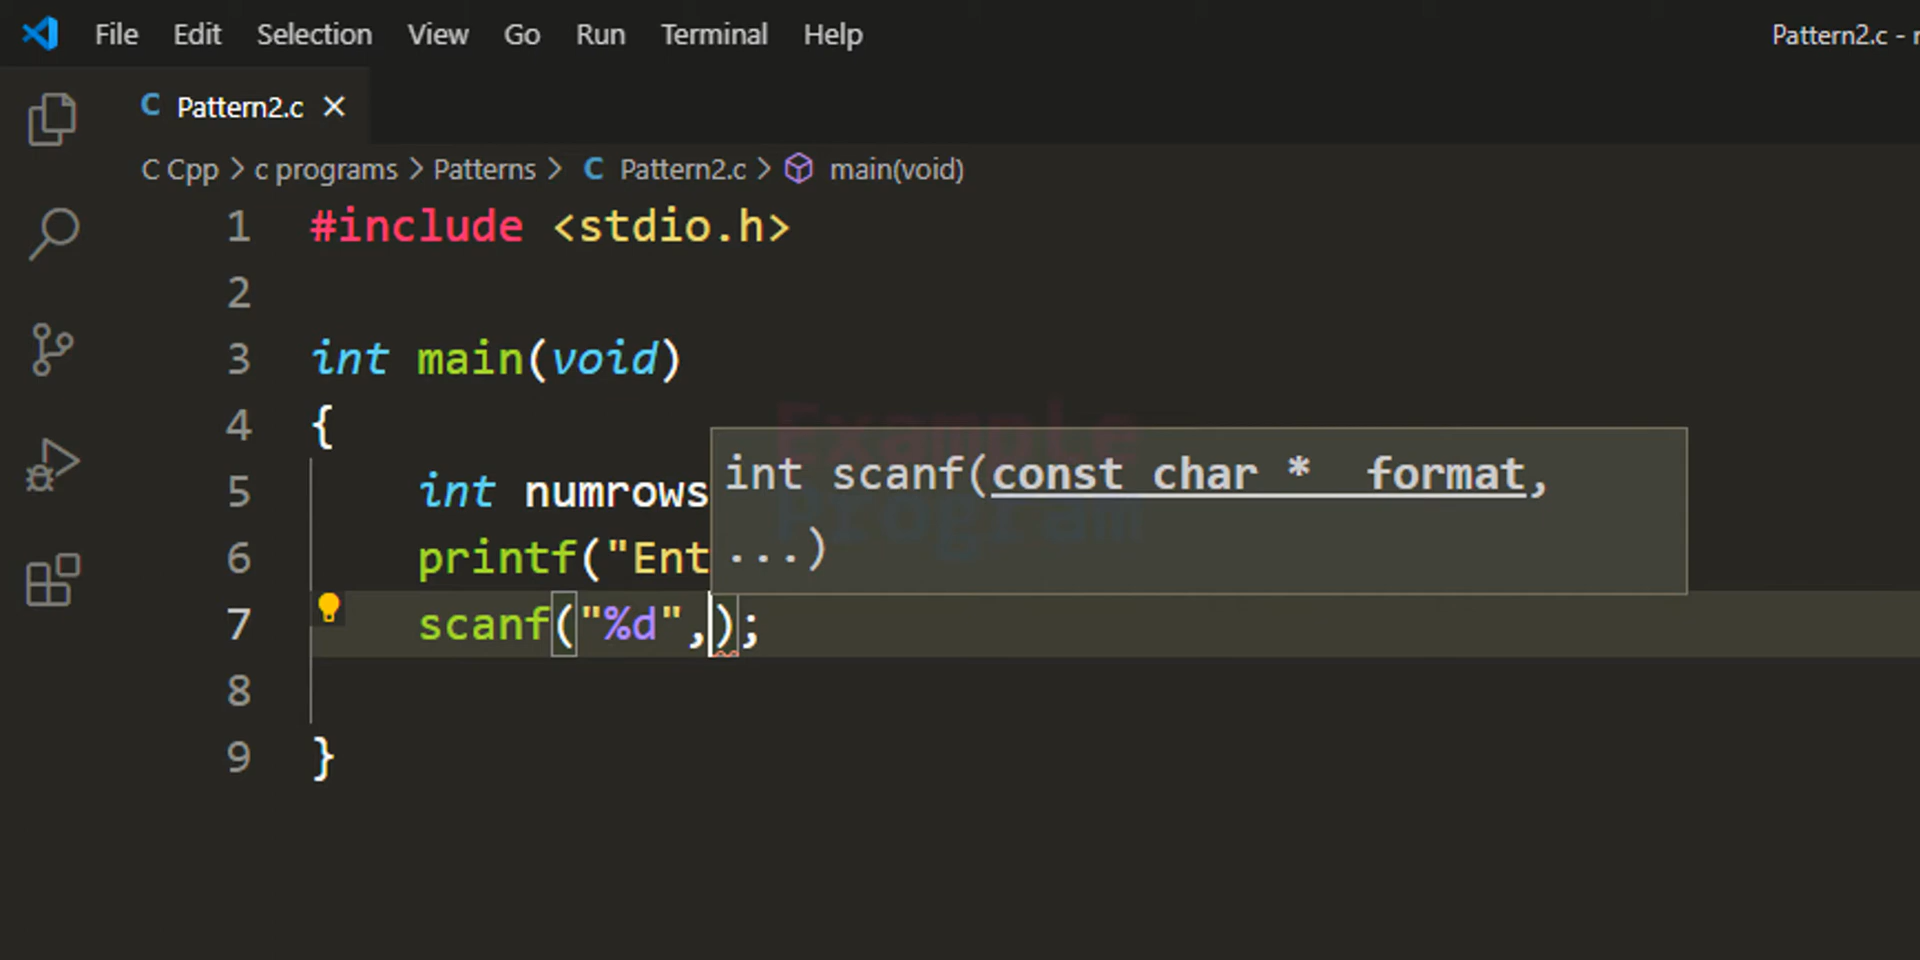 File Edit Selection View Go Run Terminal Help Pattern2.c -
C Pattern2.c ×
C Cpp > c programs > Patterns > C Pattern2.c > main(void)
1 #include <stdio.h>
2
3 int main(void)
4 {
5 int numrows
int scanf(const char * format,
6 printf("Ent
...)
7 scanf("%d",);
8
9 }
Example
Program